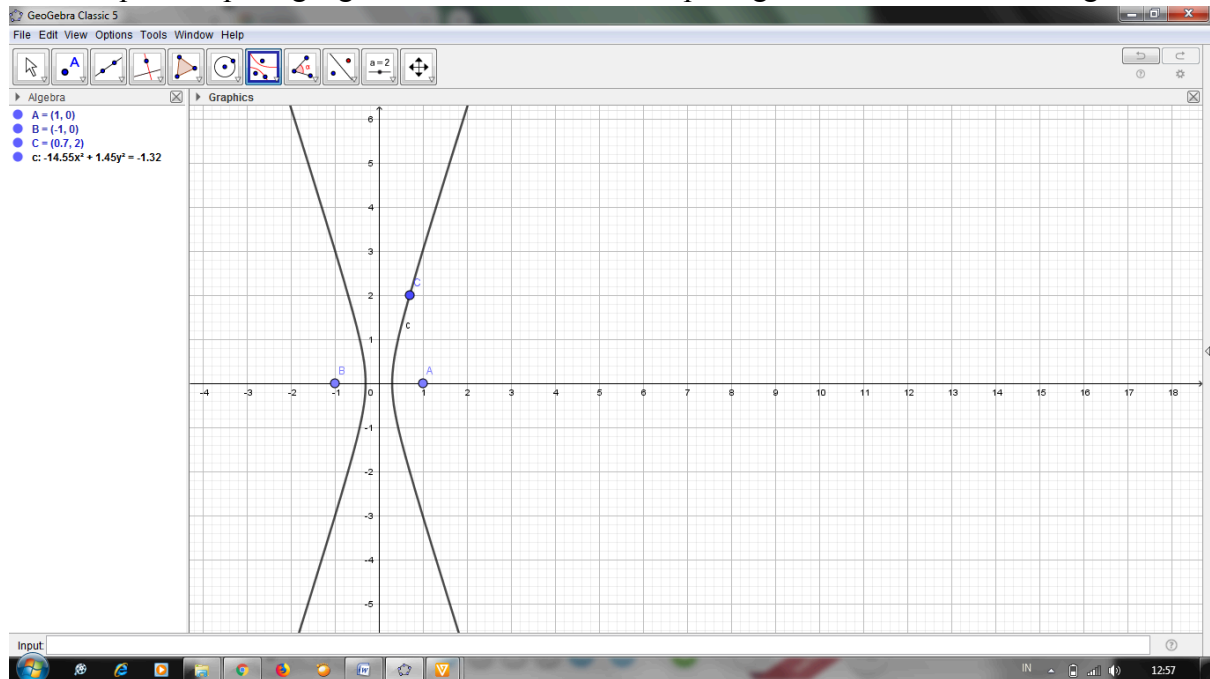 GeoGebra Classic 5
File Edit View Options Tools Window Help
A
α
a = 2
Algebra
Graphics
A = (1, 0)
B = (-1, 0)
C = (0.7, 2)
c: -14.55x² + 1.45y² = -1.32
6
5
4
3
2
1
-1
-2
-3
-4
-5
C
c
B
A
-4 -3 -2 -1 0 1 2 3 4 5 6 7 8 9 10 11 12 13 14 15 16 17 18
Input:
IN
12:57